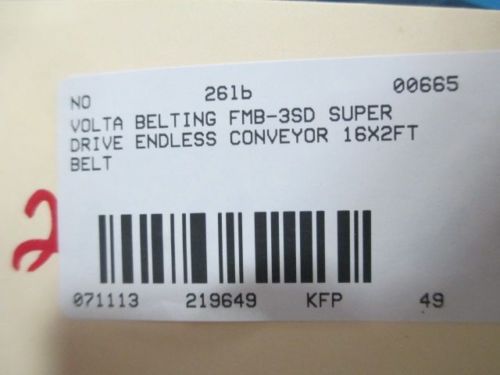 NO 261b 00665
VOLTA BELTING FMB-3SD SUPER
DRIVE ENDLESS CONVEYOR 16X2FT
BELT
2
071113 219649 KFP 49